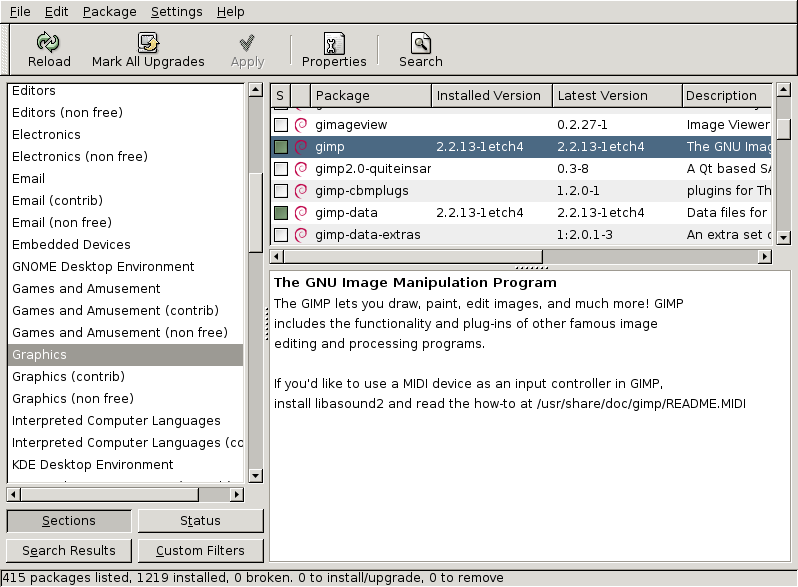 File Edit Package Settings Help
Reload Mark All Upgrades Apply Properties Search
Editors
Editors (non free)
Electronics
Electronics (non free)
Email
Email (contrib)
Email (non free)
Embedded Devices
GNOME Desktop Environment
Games and Amusement
Games and Amusement (contrib)
Games and Amusement (non free)
Graphics
Graphics (contrib)
Graphics (non free)
Interpreted Computer Languages
Interpreted Computer Languages (co
KDE Desktop Environment
Sections Status
Search Results Custom Filters
S Package Installed Version Latest Version Description
gimageview 0.2.27-1 Image Viewer
gimp 2.2.13-1etch4 2.2.13-1etch4 The GNU Imag
gimp2.0-quiteinsar 0.3-8 A Qt based SA
gimp-cbmplugs 1.2.0-1 plugins for Th
gimp-data 2.2.13-1etch4 2.2.13-1etch4 Data files for
gimp-data-extras 1:2.0.1-3 An extra set o
The GNU Image Manipulation Program
The GIMP lets you draw, paint, edit images, and much more! GIMP
includes the functionality and plug-ins of other famous image
editing and processing programs.
If you'd like to use a MIDI device as an input controller in GIMP,
install libasound2 and read the how-to at /usr/share/doc/gimp/README.MIDI
415 packages listed, 1219 installed, 0 broken. 0 to install/upgrade, 0 to remove